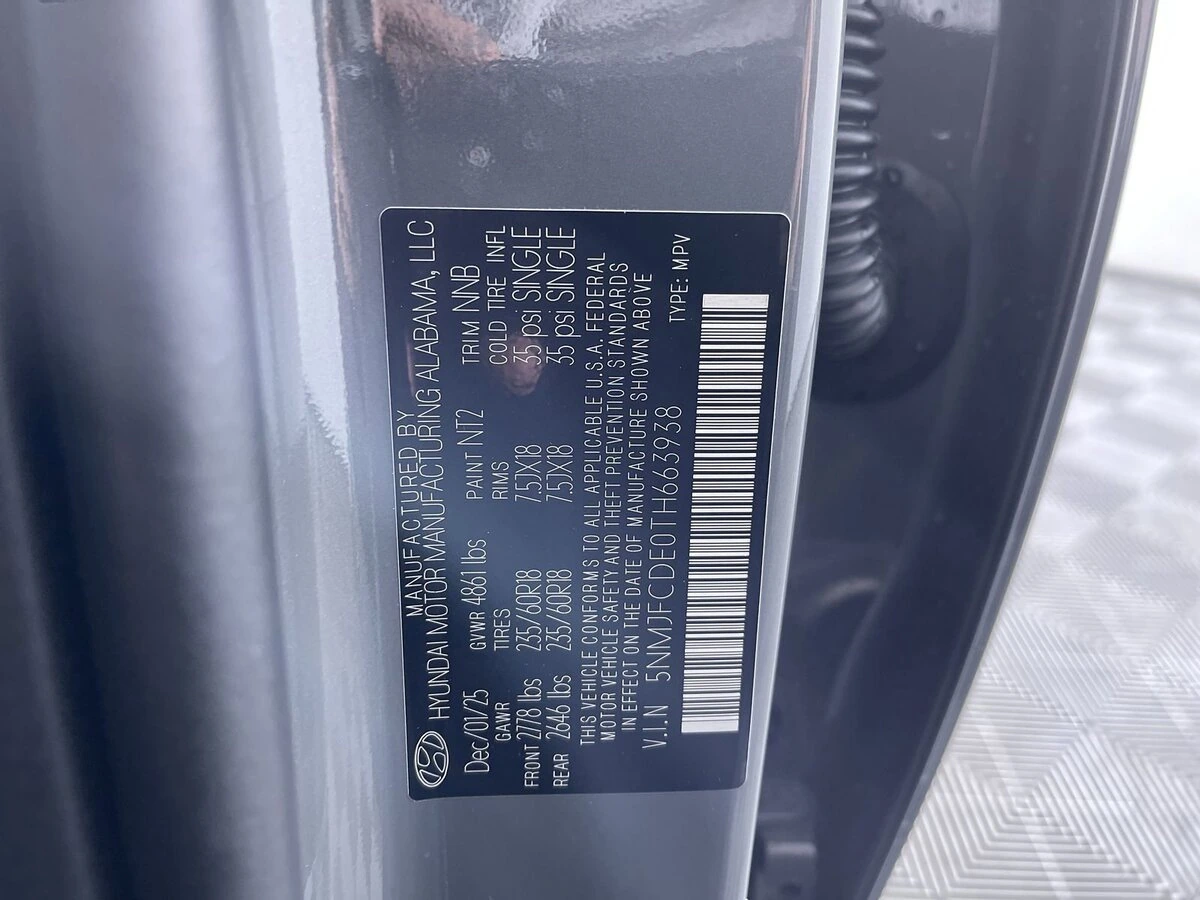 MANUFACTURED BY
HYUNDAI MOTOR MANUFACTURING ALABAMA, LLC
Dec/01/25 GVWR 4861 lbs PAINT NT2 TRIM NNB
GAWR TIRES RIMS COLD TIRE INFL
FRONT 2778 lbs 235/60R18 7.5JX18 35 psi SINGLE
REAR 2646 lbs 235/60R18 7.5JX18 35 psi SINGLE
THIS VEHICLE CONFORMS TO ALL APPLICABLE U.S.A. FEDERAL
MOTOR VEHICLE SAFETY AND THEFT PREVENTION STANDARDS
IN EFFECT ON THE DATE OF MANUFACTURE SHOWN ABOVE
V.I.N 5NMJFCDE0TH663938 TYPE: MPV